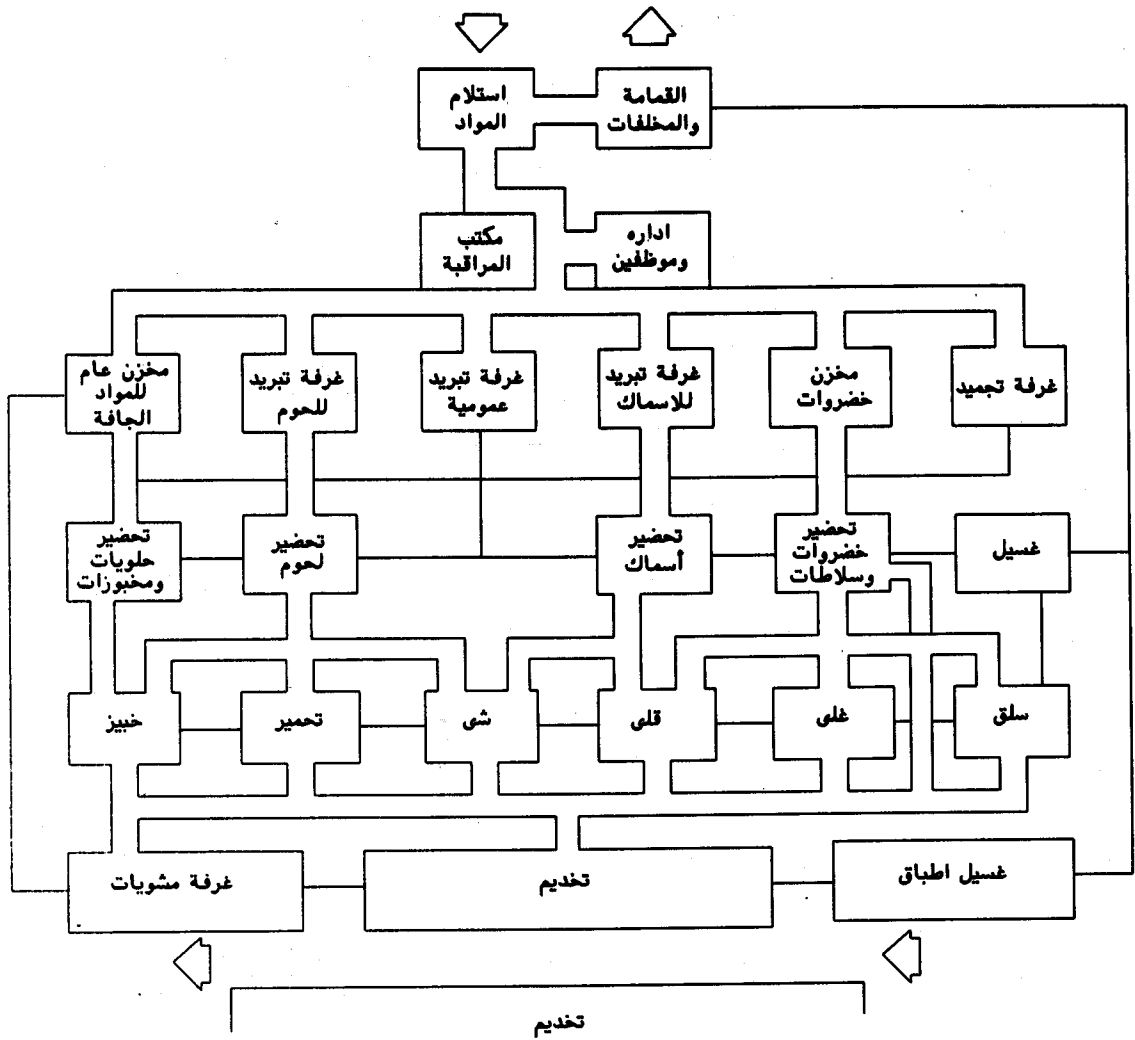 استلام
المواد
القمامة
والمخلفات
مكتب
المراقبة
اداره
وموظفين
غرفة تجميد
مخزن
خضروات
غرفة تبريد
للاسماك
غرفة تبريد
عمومية
غرفة تبريد
للحوم
مخزن عام
للمواد
الجافة
غسيل
تحضير
خضروات
وسلاطات
تحضير
أسماك
تحضير
لحوم
تحضير
حلويات
ومخبوزات
سلق
غلى
قلى
شى
تحمير
خبيز
غسيل اطباق
تخديم
غرفة مشويات
تخديم